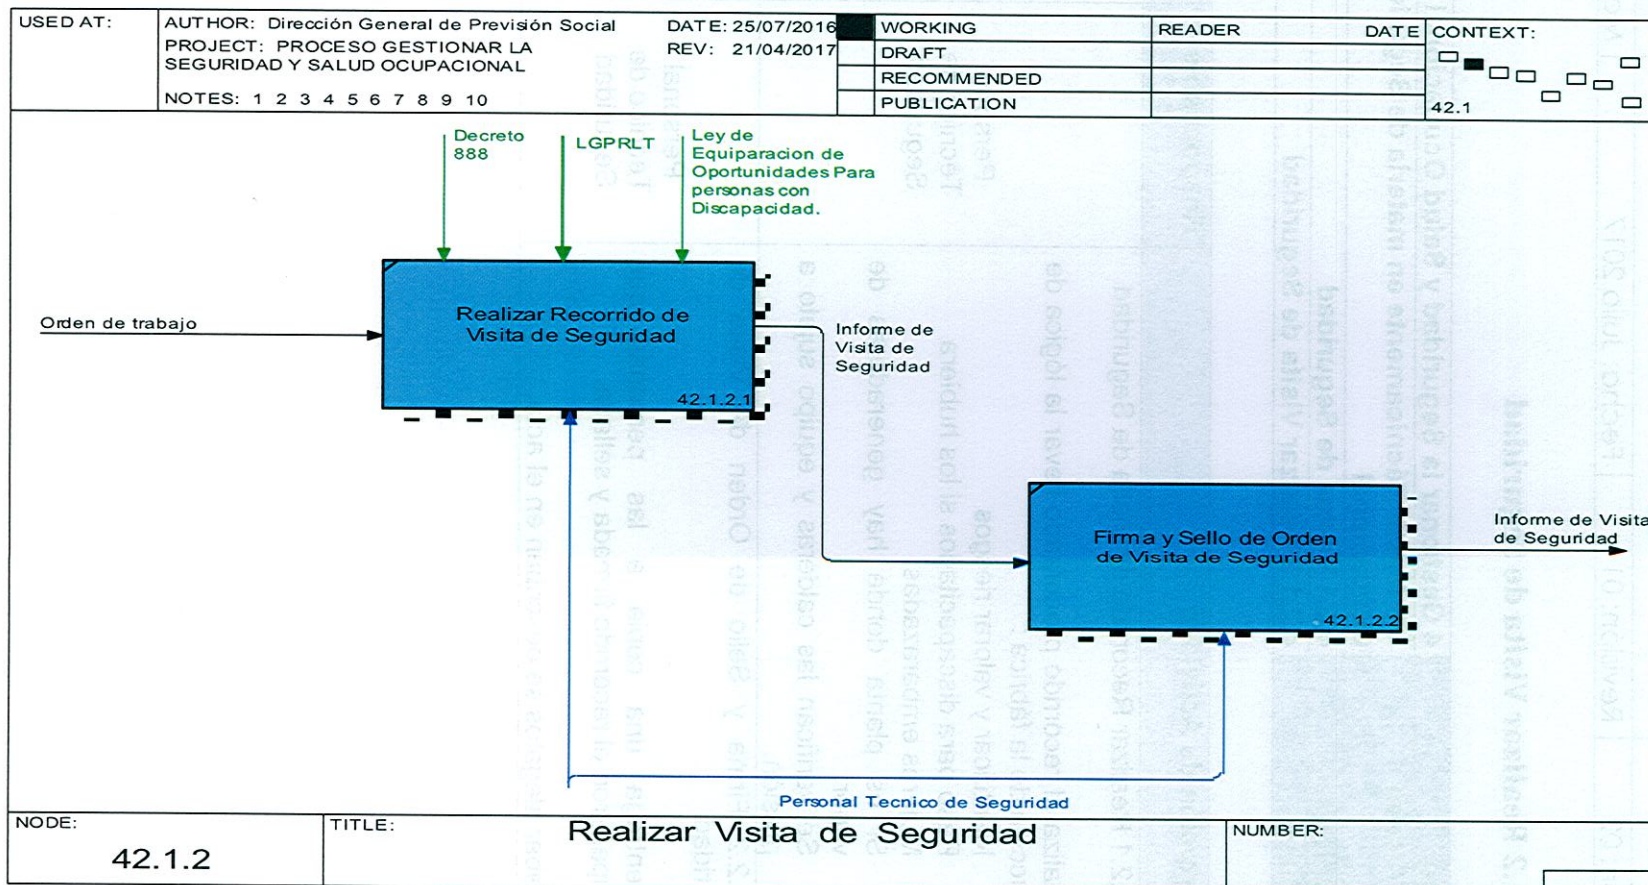 USED AT:
AUTHOR: Dirección General de Previsión Social
DATE: 25/07/2016
PROJECT: PROCESO GESTIONAR LA
SEGURIDAD Y SALUD OCUPACIONAL
REV: 21/04/2017
NOTES: 1 2 3 4 5 6 7 8 9 10
WORKING
DRAFT
RECOMMENDED
PUBLICATION
READER
DATE
CONTEXT:
42.1
Decreto
888
LGPRLT
Ley de
Equiparacion de
Oportunidades Para
personas con
Discapacidad.
Orden de trabajo
Realizar Recorrido de
Visita de Seguridad
42.1.2.1
Informe de
Visita de
Seguridad
Firma y Sello de Orden
de Visita de Seguridad
42.1.2.2
Informe de Visita
de Seguridad
Personal Tecnico de Seguridad
NODE:
42.1.2
TITLE:
Realizar Visita de Seguridad
NUMBER: